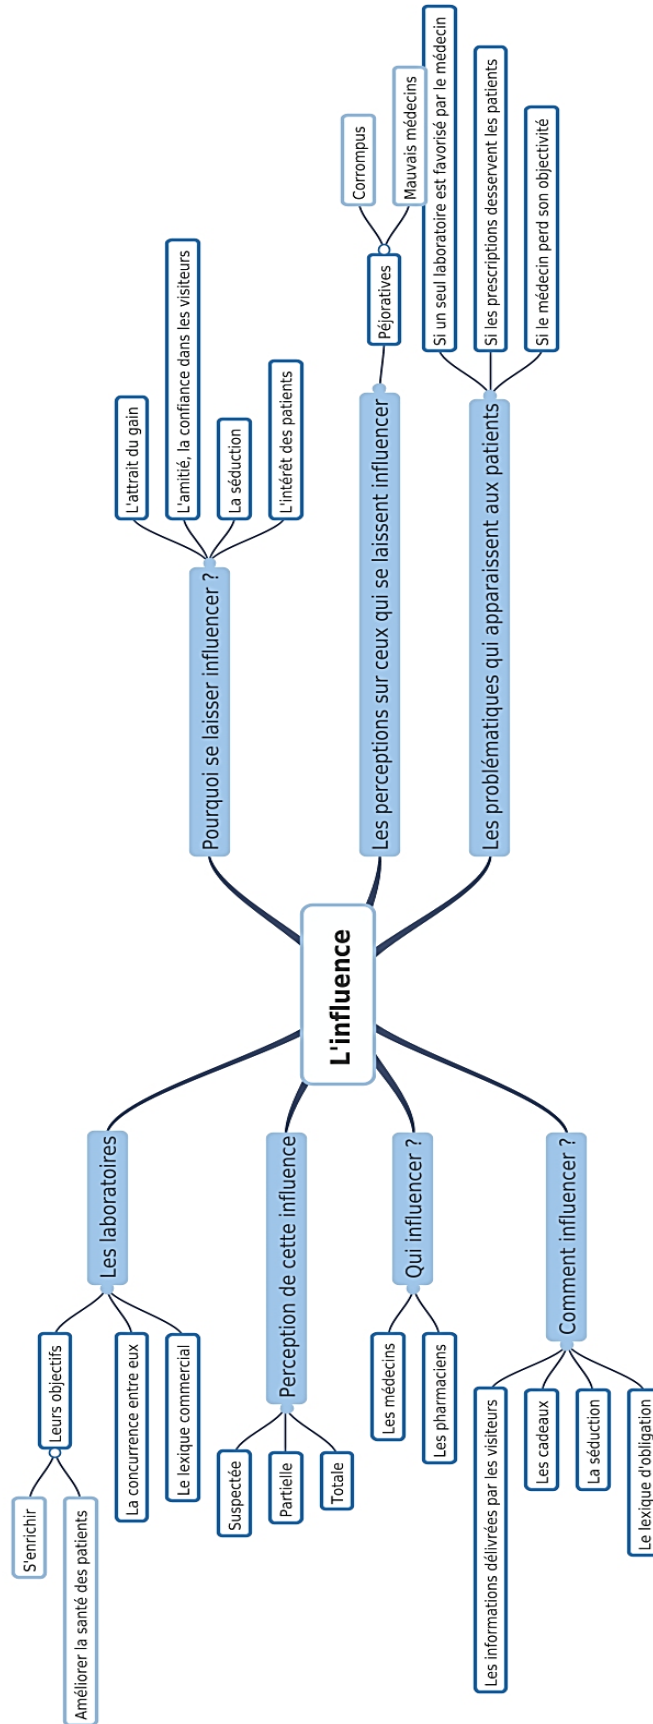 L'influence
Les laboratoires
Leurs objectifs
S'enrichir
Améliorer la santé des patients
La concurrence entre eux
Le lexique commercial
Perception de cette influence
Suspectée
Partielle
Totale
Qui influencer ?
Les médecins
Les pharmaciens
Comment influencer ?
Les informations délivrées par les visiteurs
Les cadeaux
La séduction
Le lexique d'obligation
Pourquoi se laisser influencer ?
L'attrait du gain
L'amitié, la confiance dans les visiteurs
La séduction
L'intérêt des patients
Les perceptions sur ceux qui se laissent influencer
Péjoratives
Corrompus
Mauvais médecins
Les problématiques qui apparaissent aux patients
Si un seul laboratoire est favorisé par le médecin
Si les prescriptions desservent les patients
Si le médecin perd son objectivité